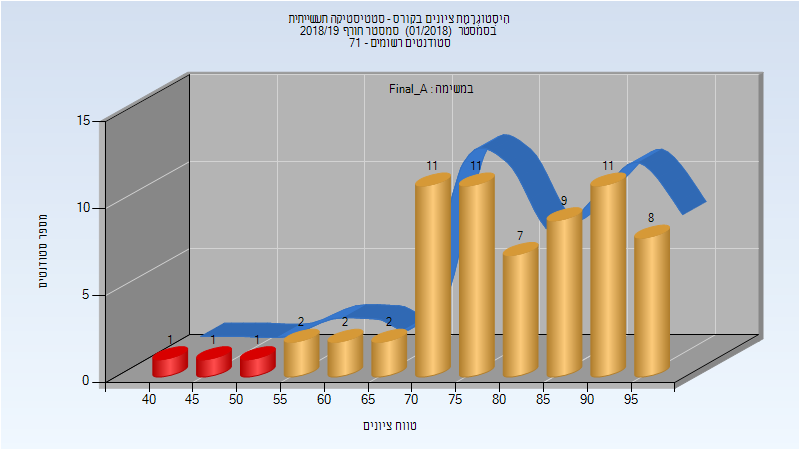 היסטוגרמת ציונים בקורס - סטטיסטיקה תעשייתית
בסמסטר (01/2018) סמסטר חורף 2018/19
סטודנטים רשומים - 71
במשימה : Final_A
15
10
5
0
מספר סטודנטים
1 1 1 2 2 2 11 11 7 9 11 8
40 45 50 55 60 65 70 75 80 85 90 95
טווח ציונים